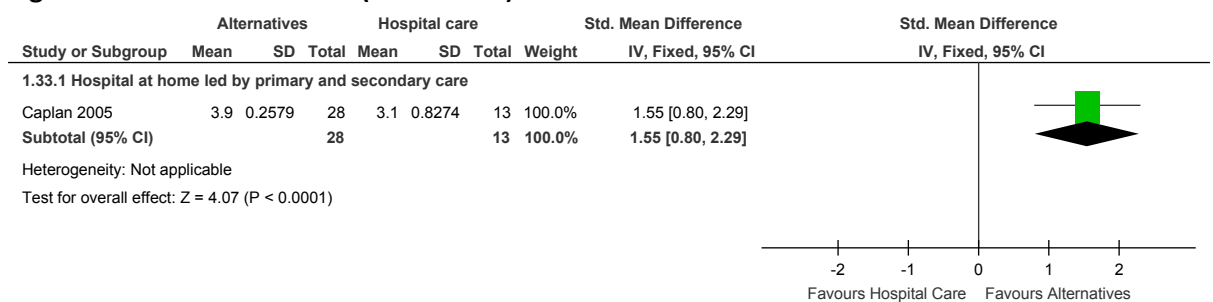 Alternatives Hospital care Std. Mean Difference Std. Mean Difference
Study or Subgroup Mean SD Total Mean SD Total Weight IV, Fixed, 95% CI IV, Fixed, 95% CI
1.33.1 Hospital at home led by primary and secondary care
Caplan 2005 3.9 0.2579 28 3.1 0.8274 13 100.0% 1.55 [0.80, 2.29]
Subtotal (95% CI) 28 13 100.0% 1.55 [0.80, 2.29]
Heterogeneity: Not applicable
Test for overall effect: Z = 4.07 (P < 0.0001)
-2 -1 0 1 2
Favours Hospital Care Favours Alternatives